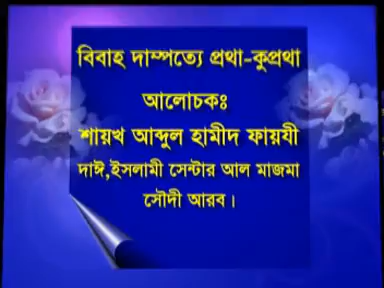 বিবাহ দাম্পত্যে প্রথা-কুপ্রথা
আলোচকঃ
শায়খ আব্দুল হামীদ ফায়যী
দাঈ,ইসলামী সেন্টার আল মাজমা
সৌদী আরব।